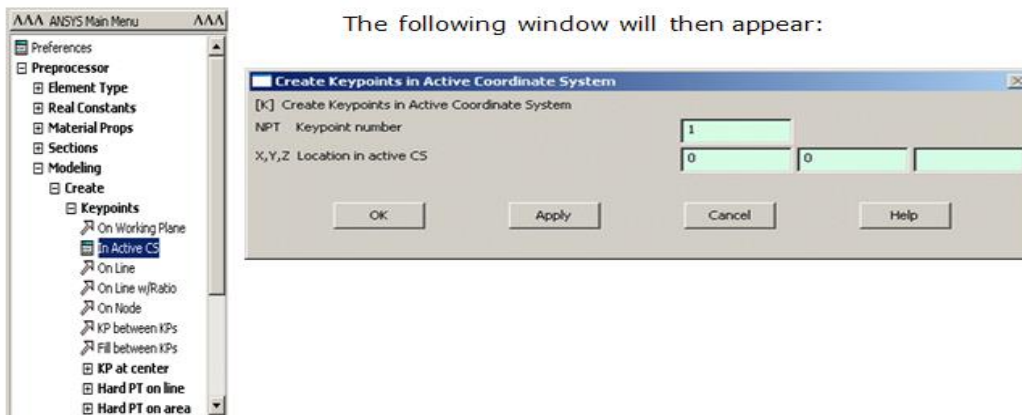 ΛΛΛ ANSYS Main Menu ΛΛΛ
Preferences
Preprocessor
Element Type
Real Constants
Material Props
Sections
Modeling
Create
Keypoints
On Working Plane
In Active CS
On Line
On Line w/Ratio
On Node
KP between KPs
Fill between KPs
KP at center
Hard PT on line
Hard PT on area
The following window will then appear:
Create Keypoints in Active Coordinate System
[K] Create Keypoints in Active Coordinate System
NPT Keypoint number 1
X,Y,Z Location in active CS 0 0
OK Apply Cancel Help